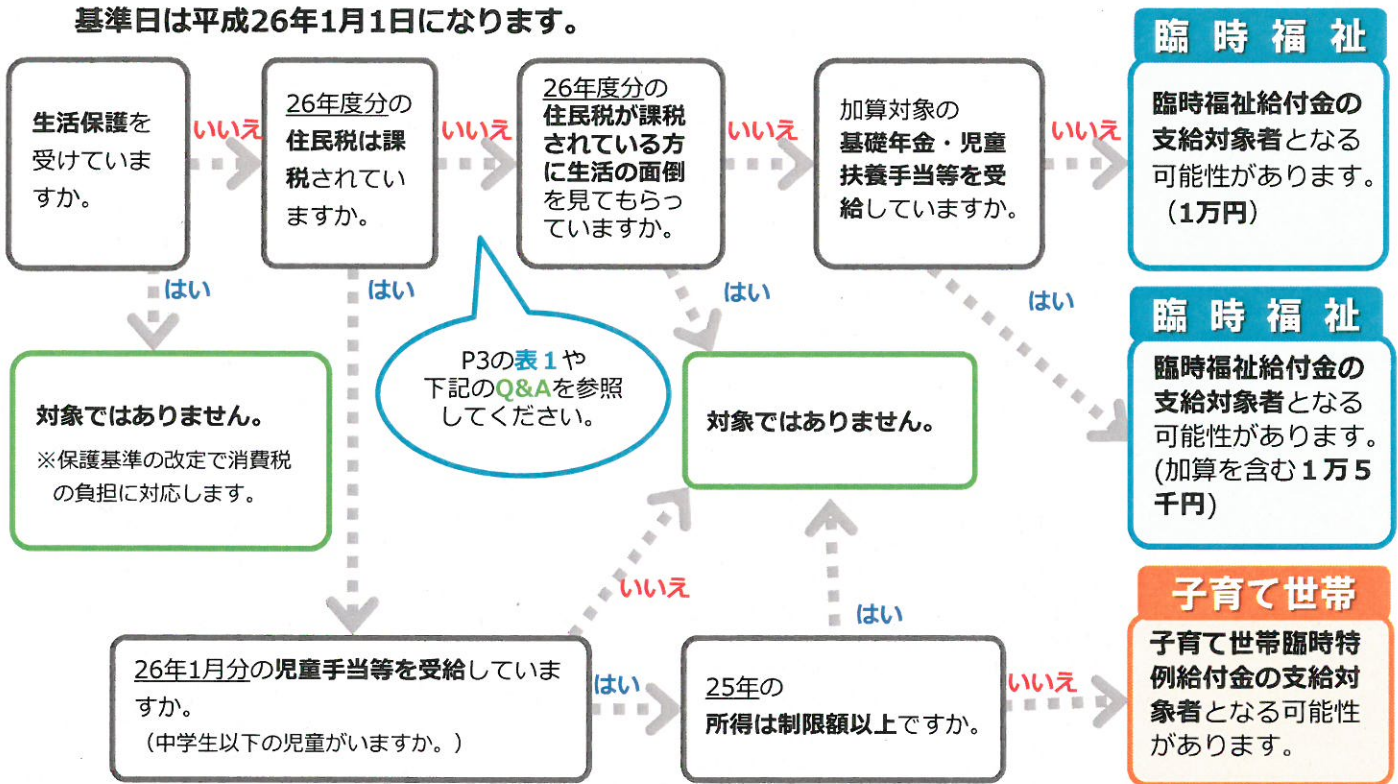 基準日は平成26年1月1日になります。
生活保護を
受けていま
すか。
いいえ
はい
26年度分の
住民税は課
税されてい
ますか。
いいえ
はい
26年度分の
住民税が課税
されている方
に生活の面倒
を見てもらっ
ていますか。
いいえ
はい
加算対象の
基礎年金・児童
扶養手当等を受
給していますか。
いいえ
はい
臨時福祉
臨時福祉給付金の
支給対象者となる
可能性があります。
（1万円）
臨時福祉
臨時福祉給付金の
支給対象者となる
可能性があります。
(加算を含む１万５
千円)
対象ではありません。
※保護基準の改定で消費税
の負担に対応します。
P3の表１や
下記のQ&Aを参照
してください。
対象ではありません。
いいえ
はい
26年1月分の児童手当等を受給していま
すか。
（中学生以下の児童がいますか。）
はい
25年の
所得は制限額以上ですか。
いいえ
子育て世帯
子育て世帯臨時特
例給付金の支給対
象者となる可能性
があります。